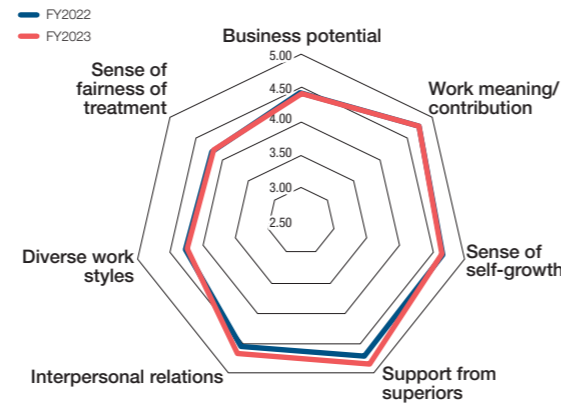 FY2022
FY2023
Business potential
5.00
4.50
4.00
3.50
3.00
2.50
Work meaning/
contribution
Sense of
self-growth
Support from
superiors
Interpersonal relations
Diverse work
styles
Sense of
fairness of
treatment